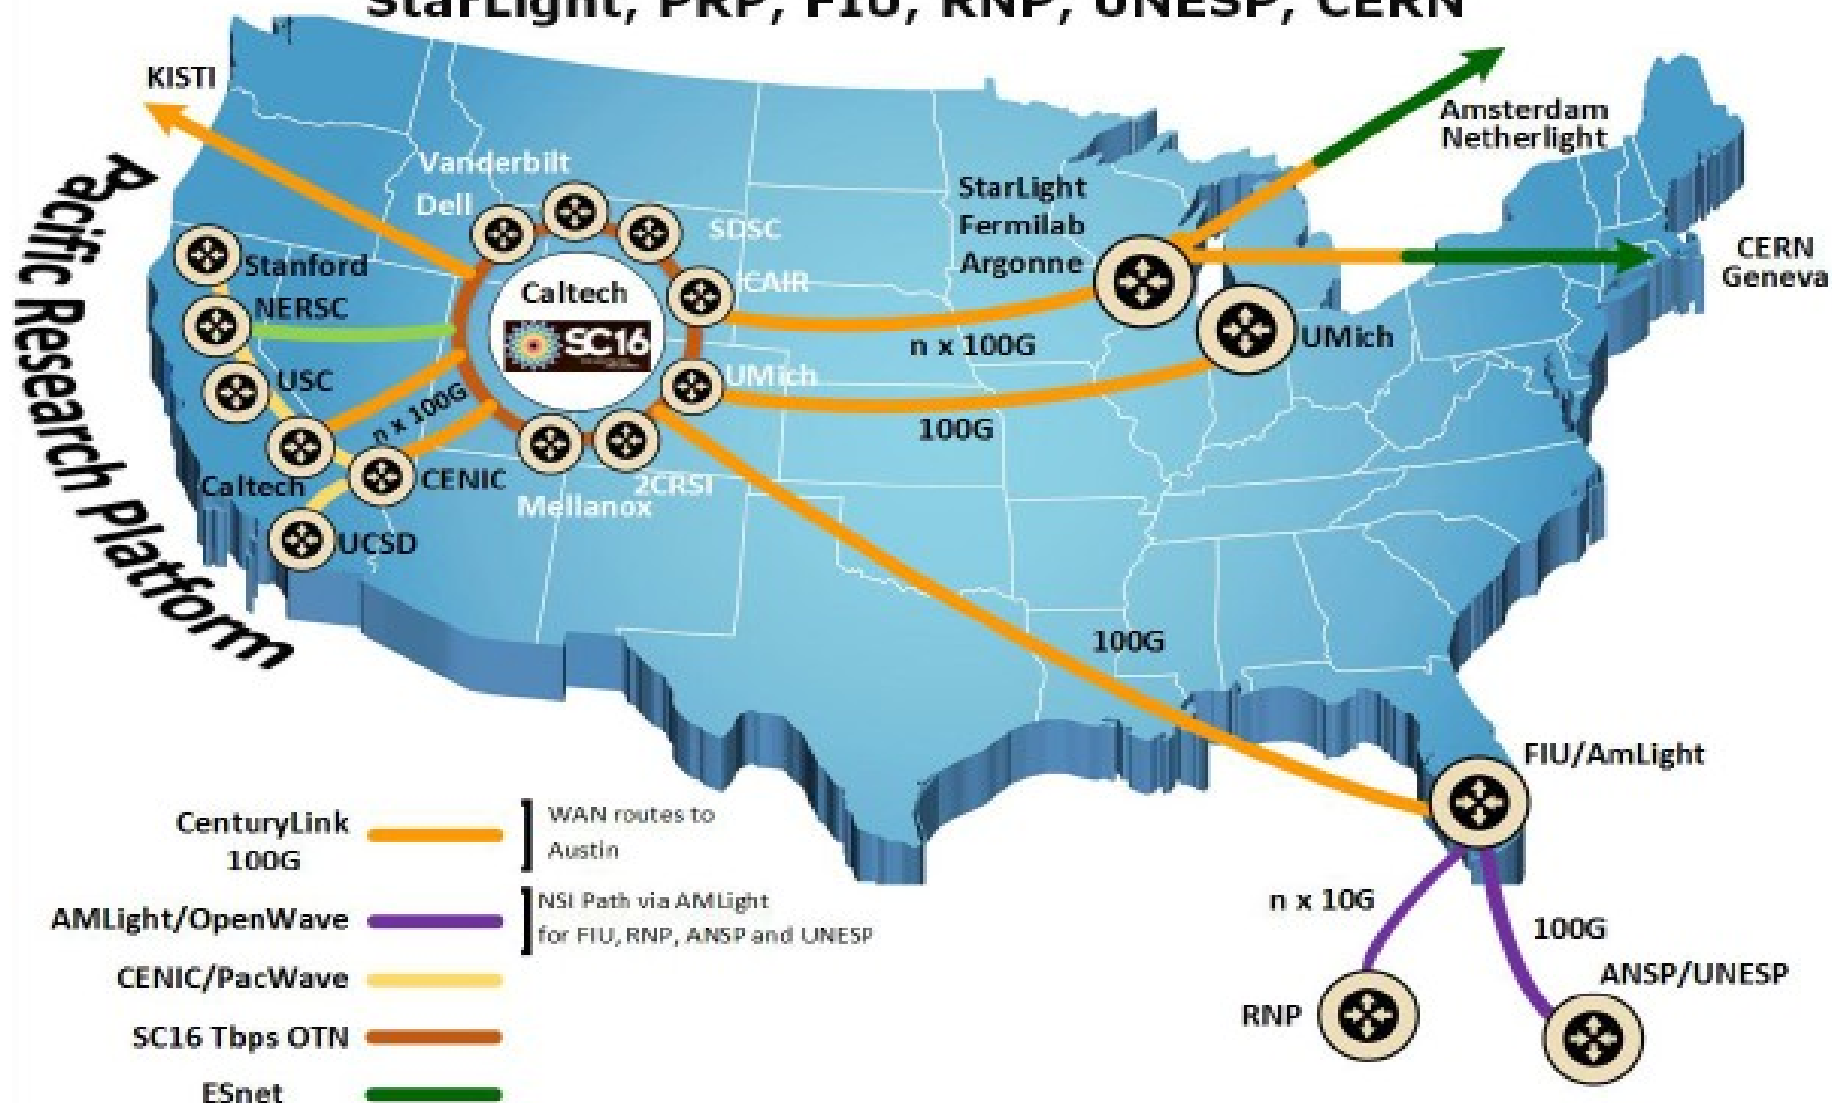 StarLight, PRP, FIU, RNP, UNESP, CERN
KISTI
Amsterdam
Netherlight
Pacific Research Platform
Vanderbilt
Dell
SDSC
iCAIR
StarLight
Fermilab
Argonne
CERN
Geneva
Stanford
NERSC
Caltech
SC16
n x 100G
UMich
USC
UMich
n x 100G
100G
Caltech
CENIC
2CRSI
Mellanox
UCSD
100G
FIU/AmLight
CenturyLink
100G
WAN routes to
Austin
AMLight/OpenWave
NSI Path via AMLight
for FIU, RNP, ANSP and UNESP
n x 10G
100G
CENIC/PacWave
ANSP/UNESP
RNP
SC16 Tbps OTN
ESnet